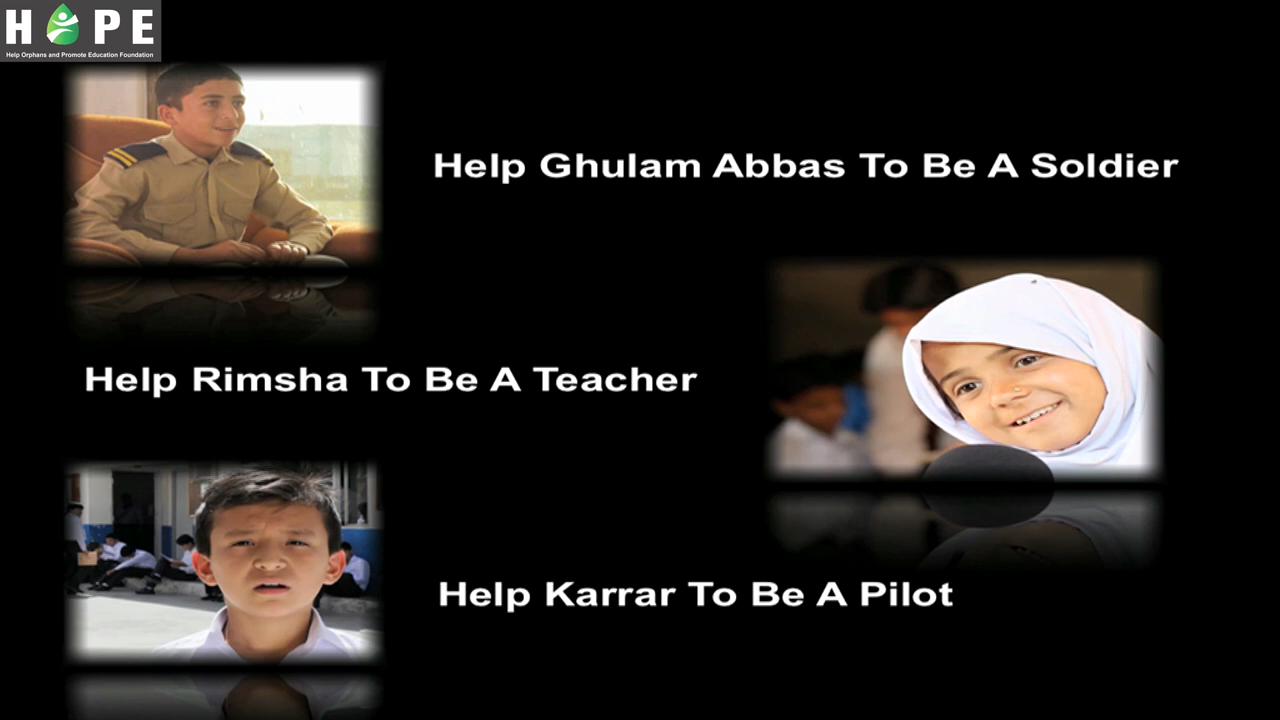 HOPE
Help Orphans and Promote Education Foundation
Help Ghulam Abbas To Be A Soldier
Help Rimsha To Be A Teacher
Help Karrar To Be A Pilot